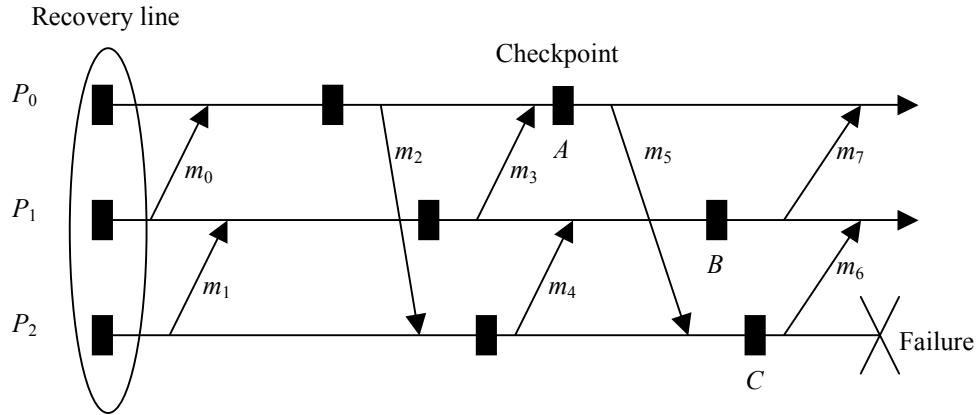 Recovery line
Checkpoint
P0
m0
m2
m3
A
m5
m7
P1
m1
m4
B
m6
P2
C
Failure